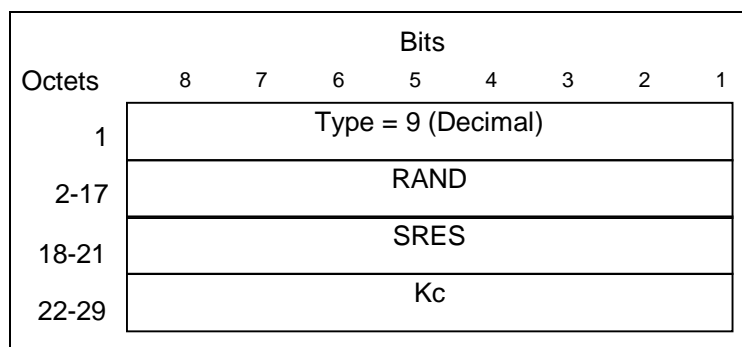 Bits
Octets 8 7 6 5 4 3 2 1
1 Type = 9 (Decimal)
2-17 RAND
18-21 SRES
22-29 Kc